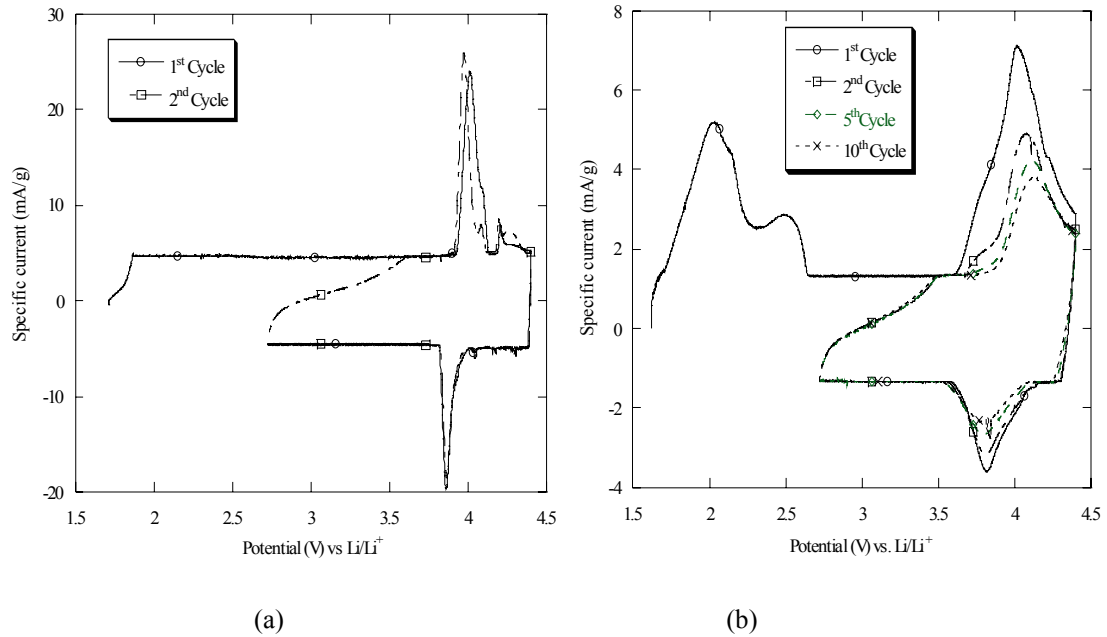 30
20
10
0
-10
-20
Specific current (mA/g)
1st Cycle
2nd Cycle
1.5 2 2.5 3 3.5 4 4.5
Potential (V) vs Li/Li+
(a)
8
6
4
2
0
-2
-4
Specific current (mA/g)
1st Cycle
2nd Cycle
5th Cycle
10th Cycle
1.5 2 2.5 3 3.5 4 4.5
Potential (V) vs. Li/Li+
(b)